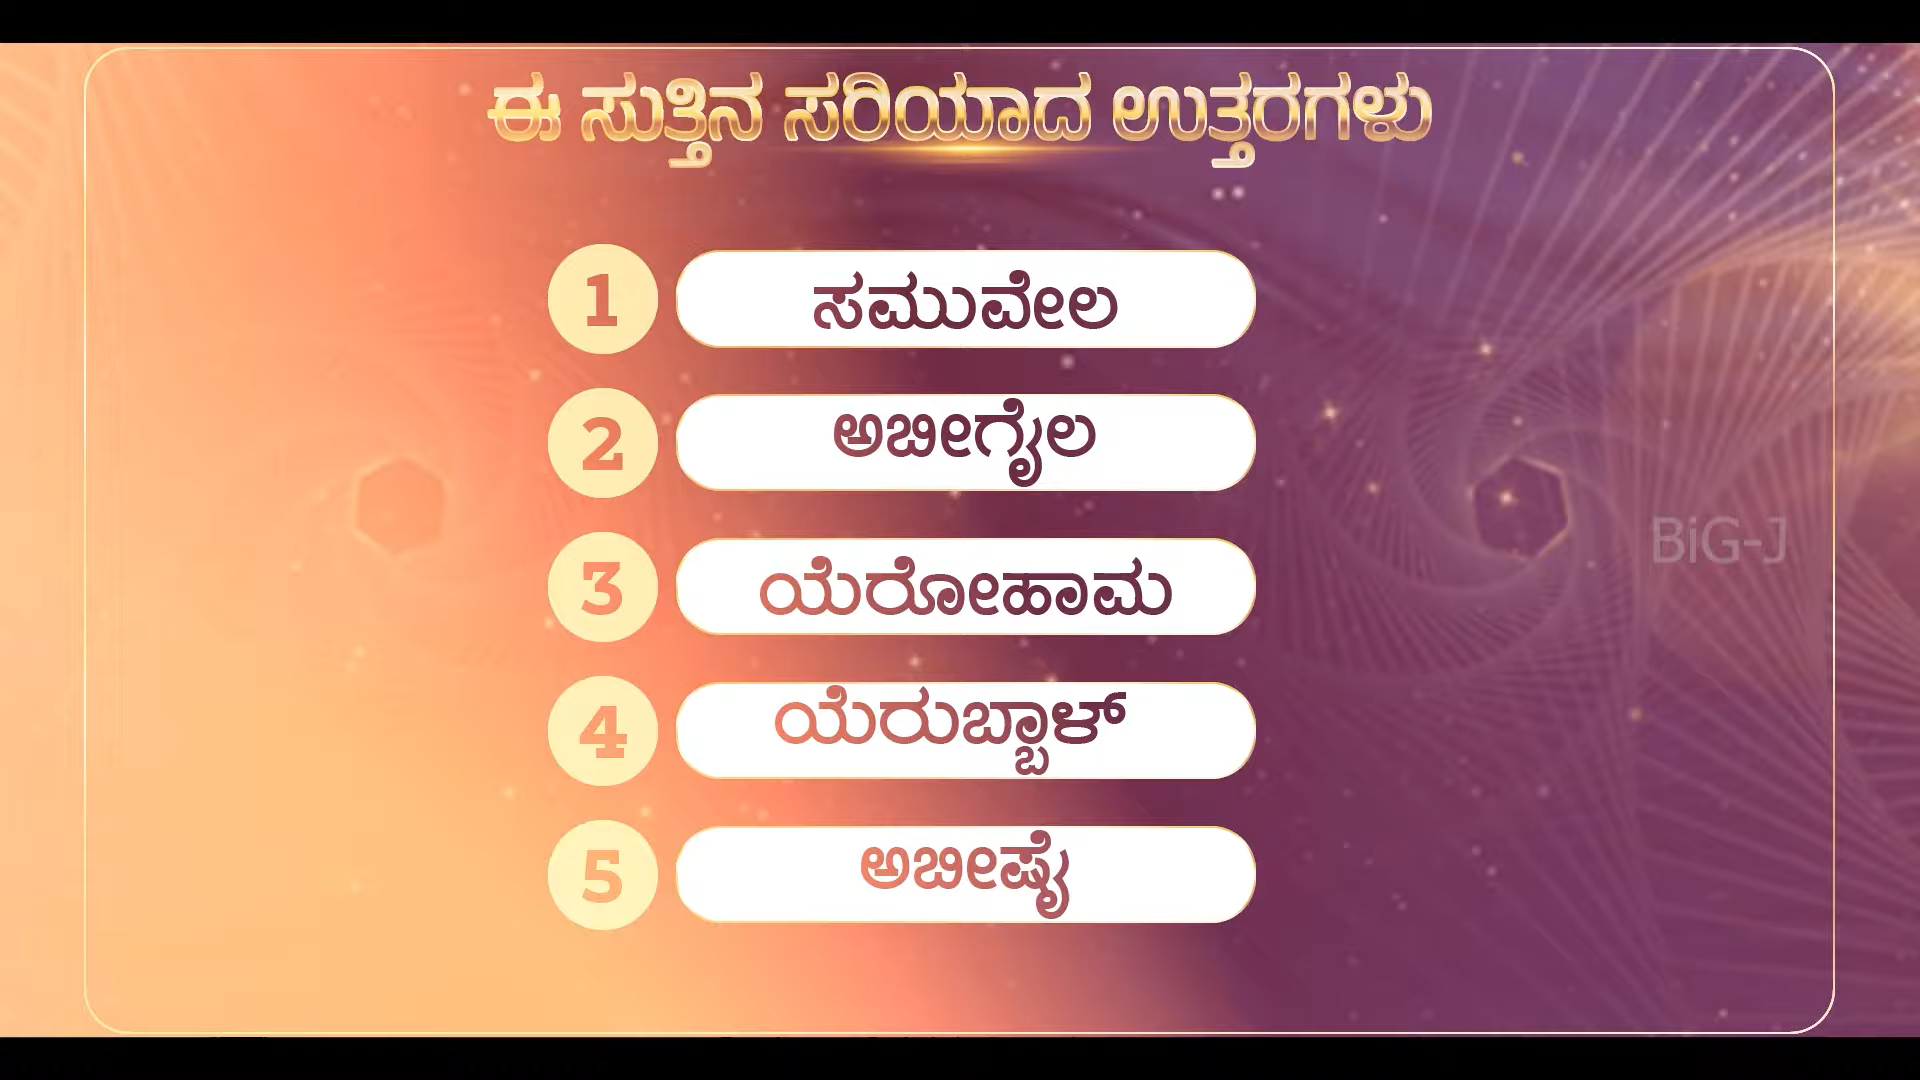 ಈ ಸುತ್ತಿನ ಸರಿಯಾದ ಉತ್ತರಗಳು
1 ಸಮುವೇಲ
2 ಅಬೀಗೈಲ
3 ಯೆರೋಹಾಮ
4 ಯೆರುಬ್ಬಾಳ್
5 ಅಬೀಷೈ
BiG-J